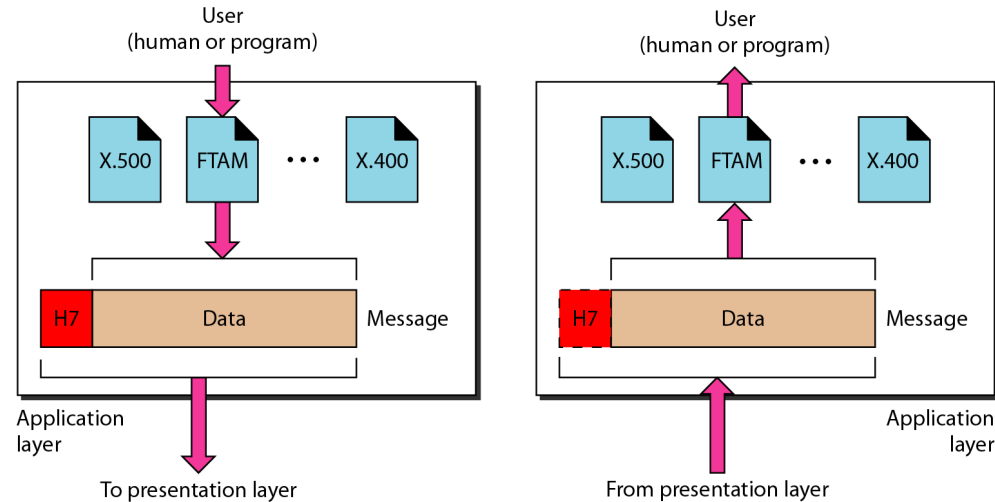 User
(human or program)
X.500
FTAM
...
X.400
H7
Data
Message
Application
layer
To presentation layer
User
(human or program)
X.500
FTAM
...
X.400
H7
Data
Message
Application
layer
From presentation layer